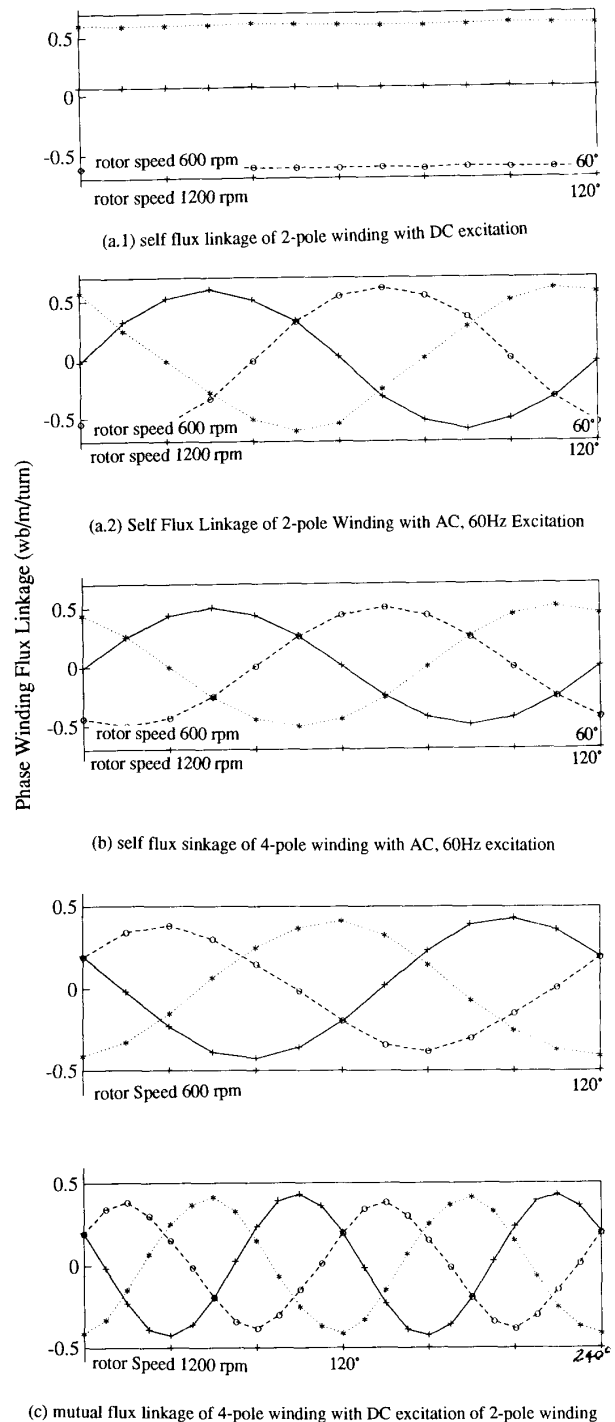 0.5
0
-0.5
rotor speed 600 rpm
60°
rotor speed 1200 rpm
120°
(a.1) self flux linkage of 2-pole winding with DC excitation
0.5
0
-0.5
rotor speed 600 rpm
60°
rotor speed 1200 rpm
120°
(a.2) Self Flux Linkage of 2-pole Winding with AC, 60Hz Excitation
Phase Winding Flux Linkage (wb/m/turn)
0.5
0
-0.5
rotor speed 600 rpm
60°
rotor speed 1200 rpm
120°
(b) self flux sinkage of 4-pole winding with AC, 60Hz excitation
0.5
0
-0.5
rotor Speed 600 rpm
120°
0.5
0
-0.5
rotor Speed 1200 rpm
120°
240°
(c) mutual flux linkage of 4-pole winding with DC excitation of 2-pole winding